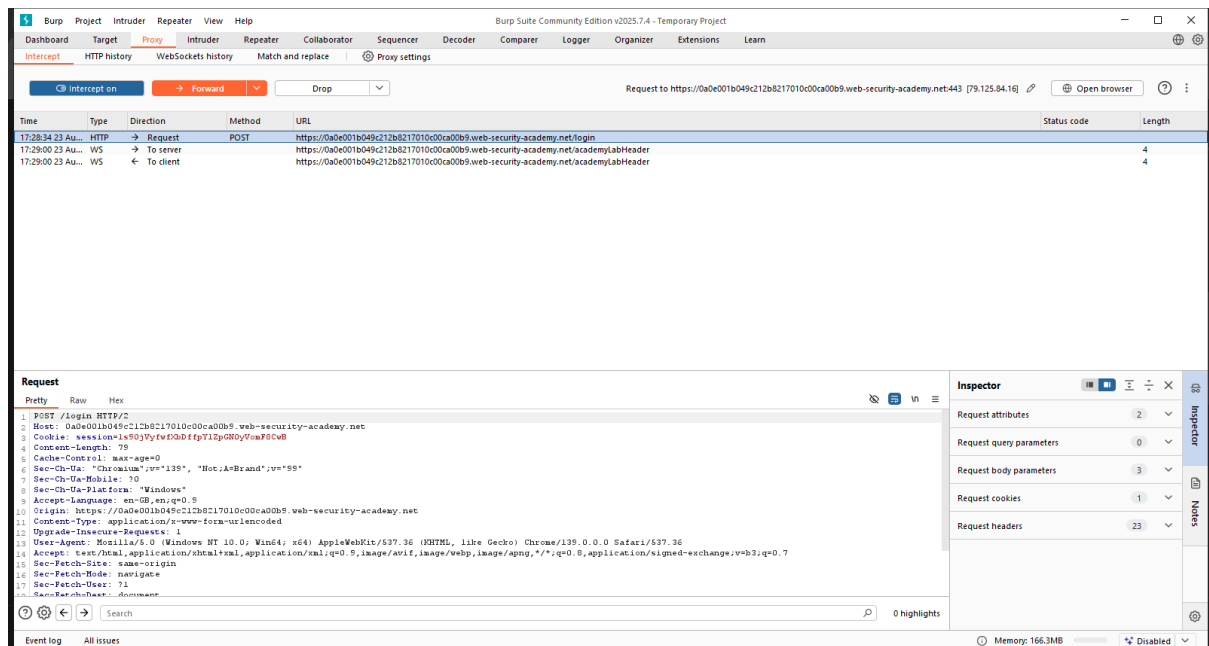 Burp Project Intruder Repeater View Help Burp Suite Community Edition v2025.7.4 - Temporary Project
Dashboard Target Proxy Intruder Repeater Collaborator Sequencer Decoder Comparer Logger Organizer Extensions Learn
Intercept HTTP history WebSockets history Match and replace Proxy settings
Intercept on Forward Drop Request to https://0a0e001b049c212b8217010c00ca00b9.web-security-academy.net:443 [79.125.84.16] Open browser
Time Type Direction Method URL Status code Length
17:28:34 23 Au... HTTP → Request POST https://0a0e001b049c212b8217010c00ca00b9.web-security-academy.net/login
17:29:00 23 Au... WS → To server https://0a0e001b049c212b8217010c00ca00b9.web-security-academy.net/academyLabHeader 4
17:29:00 23 Au... WS ← To client https://0a0e001b049c212b8217010c00ca00b9.web-security-academy.net/academyLabHeader 4
Request
Pretty Raw Hex \n
1 POST /login HTTP/2
2 Host: 0a0e001b049c212b8217010c00ca00b9.web-security-academy.net
3 Cookie:
4 Content-Length: 79
5 Cache-Control: max-age=0
6 Sec-Ch-Ua: "Chromium";v="139", "Not;A=Brand";v="99"
7 Sec-Ch-Ua-Mobile: ?0
8 Sec-Ch-Ua-Platform: "Windows"
9 Accept-Language: en-GB,en;q=0.9
10 Origin: https://0a0e001b049c212b8217010c00ca00b9.web-security-academy.net
11 Content-Type: application/x-www-form-urlencoded
12 Upgrade-Insecure-Requests: 1
13 User-Agent: Mozilla/5.0 (Windows NT 10.0; Win64; x64) AppleWebKit/537.36 (KHTML, like Gecko) Chrome/139.0.0.0 Safari/537.36
14 Accept: text/html,application/xhtml+xml,application/xml;q=0.9,image/avif,image/webp,image/apng,*/*;q=0.8,application/signed-exchange;v=b3;q=0.7
15 Sec-Fetch-Site: same-origin
16 Sec-Fetch-Mode: navigate
17 Sec-Fetch-User: ?1
18 Sec-Fetch-Dest: document
Search 0 highlights
Inspector
Request attributes 2
Request query parameters 0
Request body parameters 3
Request cookies 1
Request headers 23
Inspector
Notes
Event log All issues Memory: 166.3MB Disabled